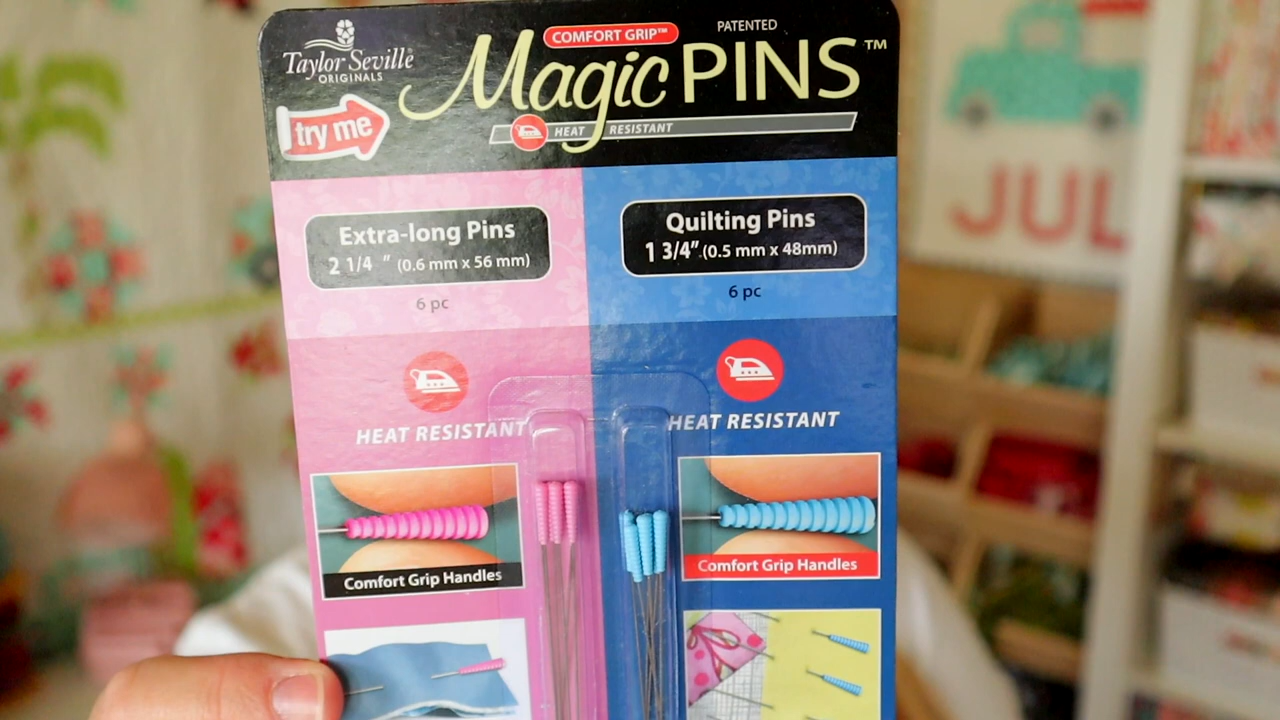 Taylor Seville
ORIGINALS
COMFORT GRIP™
PATENTED
Magic PINS™
try me
HEAT RESISTANT
Extra-long Pins
2 1/4 " (0.6 mm x 56 mm)
6 pc
Quilting Pins
1 3/4" (0.5 mm x 48mm)
6 pc
HEAT RESISTANT
HEAT RESISTANT
Comfort Grip Handles
Comfort Grip Handles
JUL